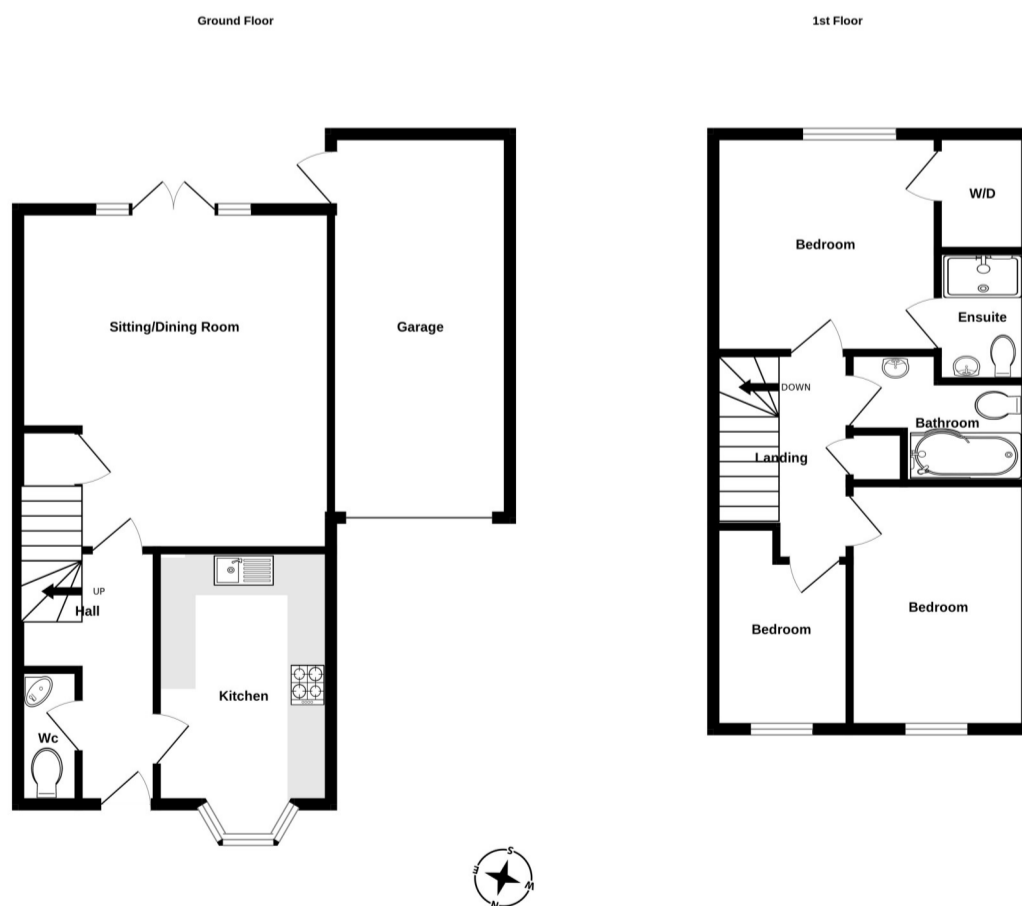 Ground Floor
1st Floor
Sitting/Dining Room
Garage
UP
Hall
Kitchen
Wc
Bedroom
W/D
Ensuite
DOWN
Bathroom
Landing
Bedroom
Bedroom
S
E
W
N